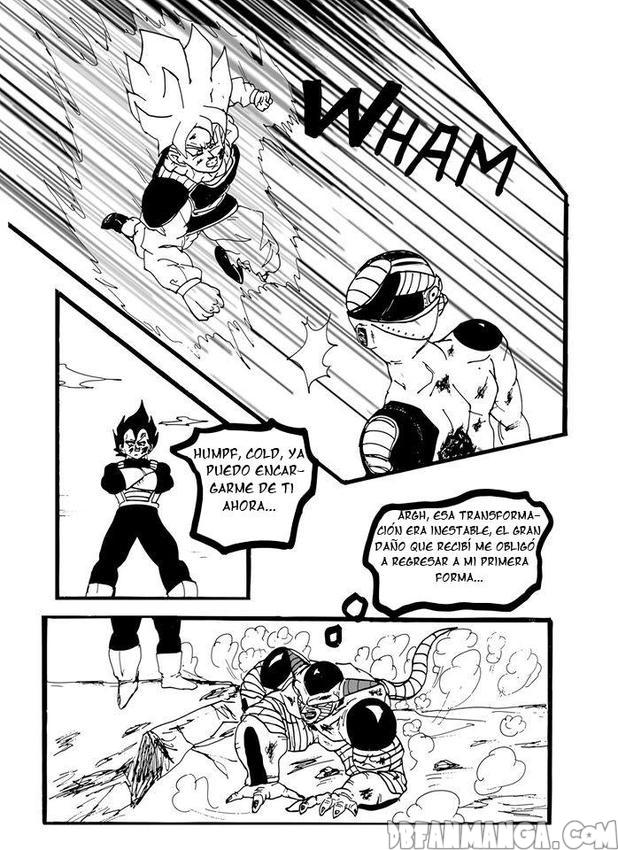 WHAM
HUMPF, COLD, YA
PUEDO ENCAR-
GARME DE TI
AHORA...
ARGH, ESA TRANSFORMA-
CIÓN ERA INESTABLE, EL GRAN
DAÑO QUE RECIBÍ ME OBLIGÓ
A REGRESAR A MI PRIMERA
FORMA...
DBFANMANGA.COM